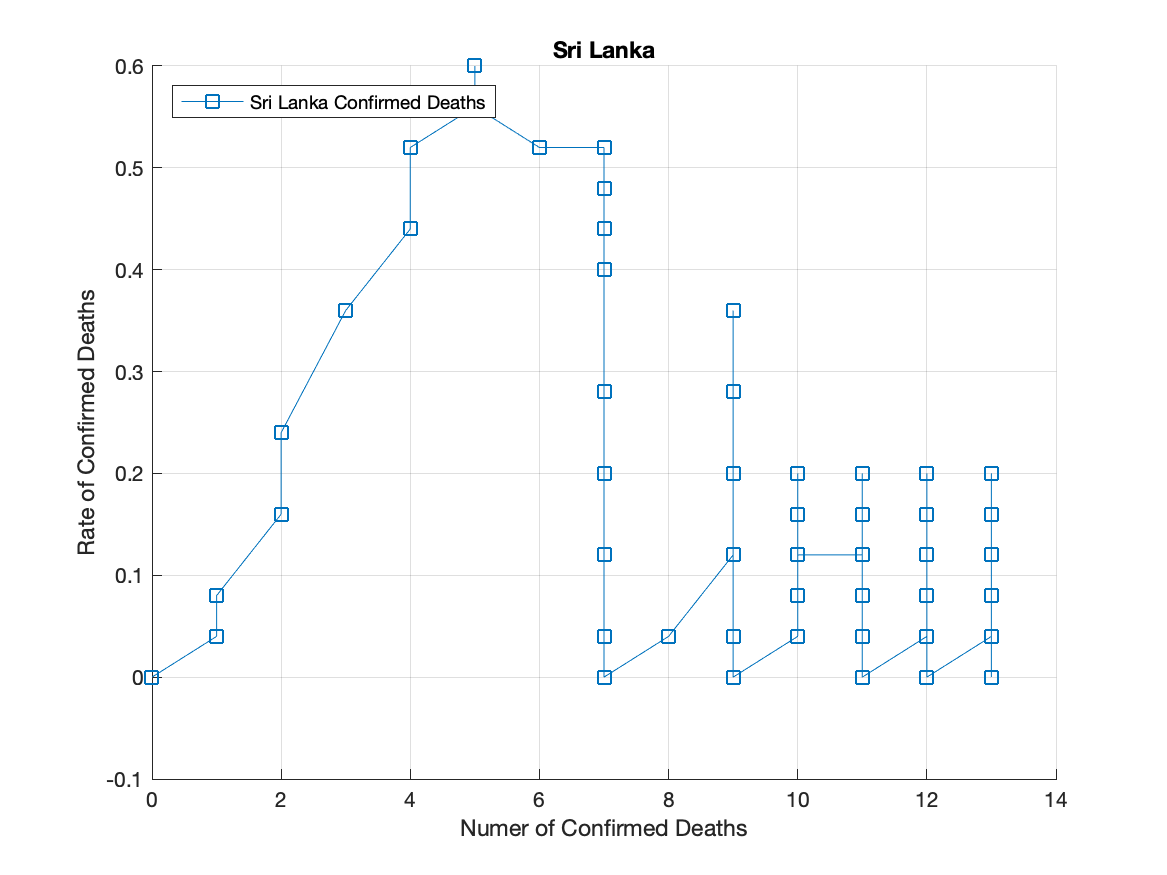 Sri Lanka
Sri Lanka Confirmed Deaths
Rate of Confirmed Deaths
0.6
0.5
0.4
0.3
0.2
0.1
0
-0.1
0 2 4 6 8 10 12 14
Numer of Confirmed Deaths